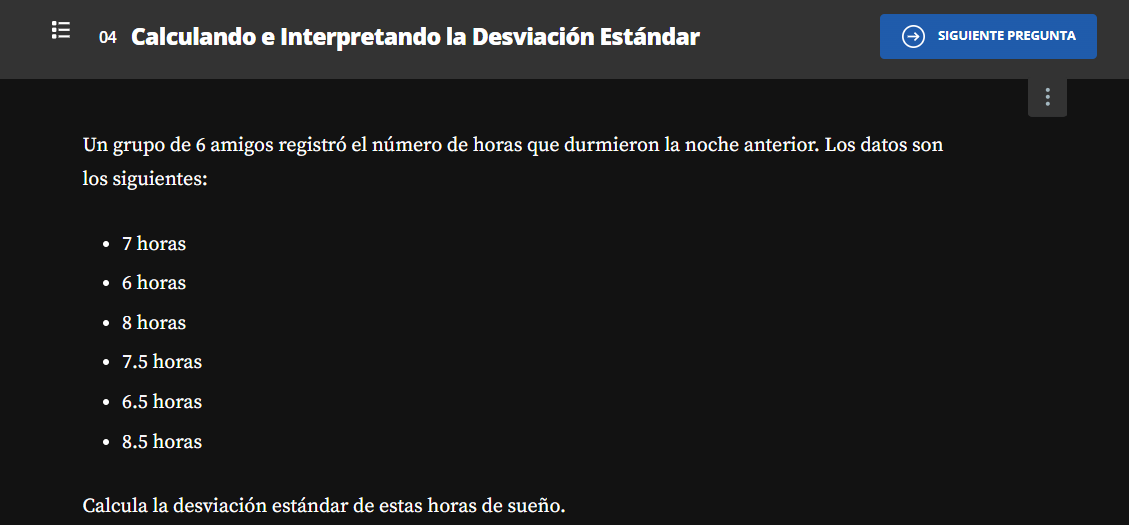 04 Calculando e Interpretando la Desviación Estándar
SIGUIENTE PREGUNTA
Un grupo de 6 amigos registró el número de horas que durmieron la noche anterior. Los datos son
los siguientes:
• 7 horas
• 6 horas
• 8 horas
• 7.5 horas
• 6.5 horas
• 8.5 horas
Calcula la desviación estándar de estas horas de sueño.